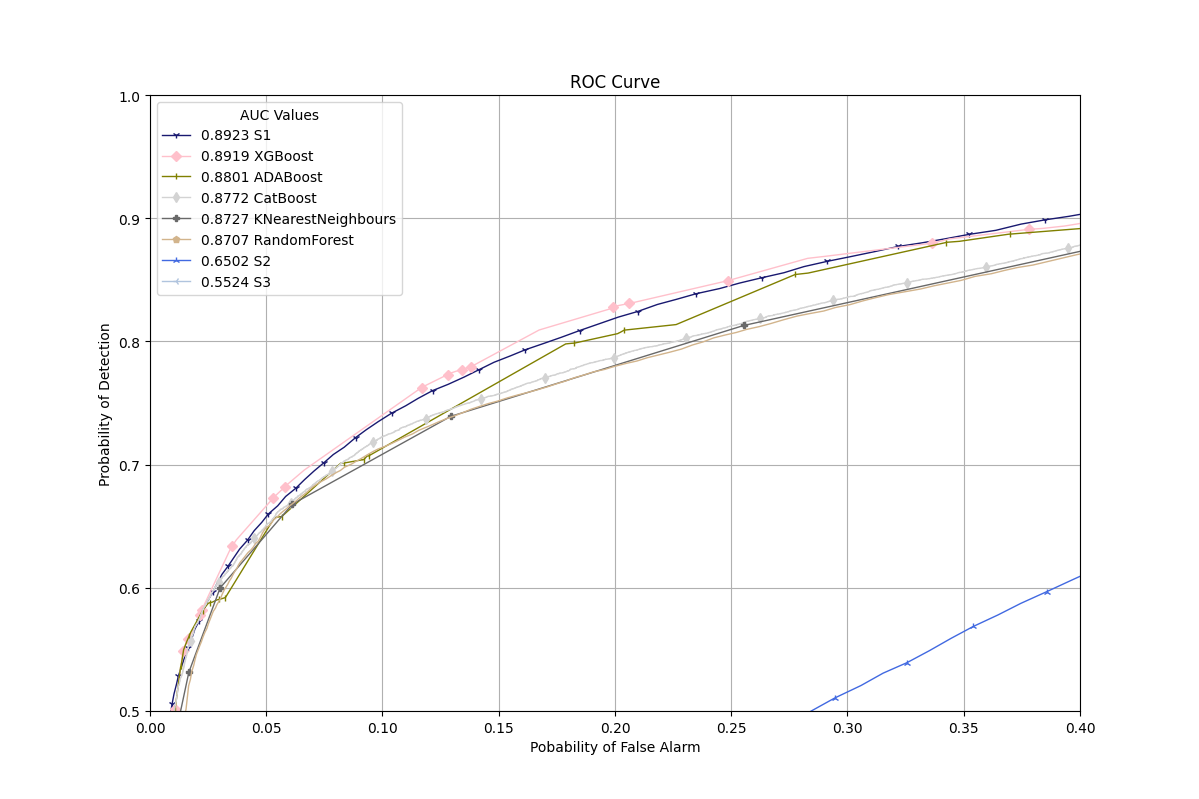 ROC Curve
AUC Values
0.8923 S1
0.8919 XGBoost
0.8801 ADABoost
0.8772 CatBoost
0.8727 KNearestNeighbours
0.8707 RandomForest
0.6502 S2
0.5524 S3
Probability of Detection
1.0
0.9
0.8
0.7
0.6
0.5
0.00 0.05 0.10 0.15 0.20 0.25 0.30 0.35 0.40
Pobability of False Alarm